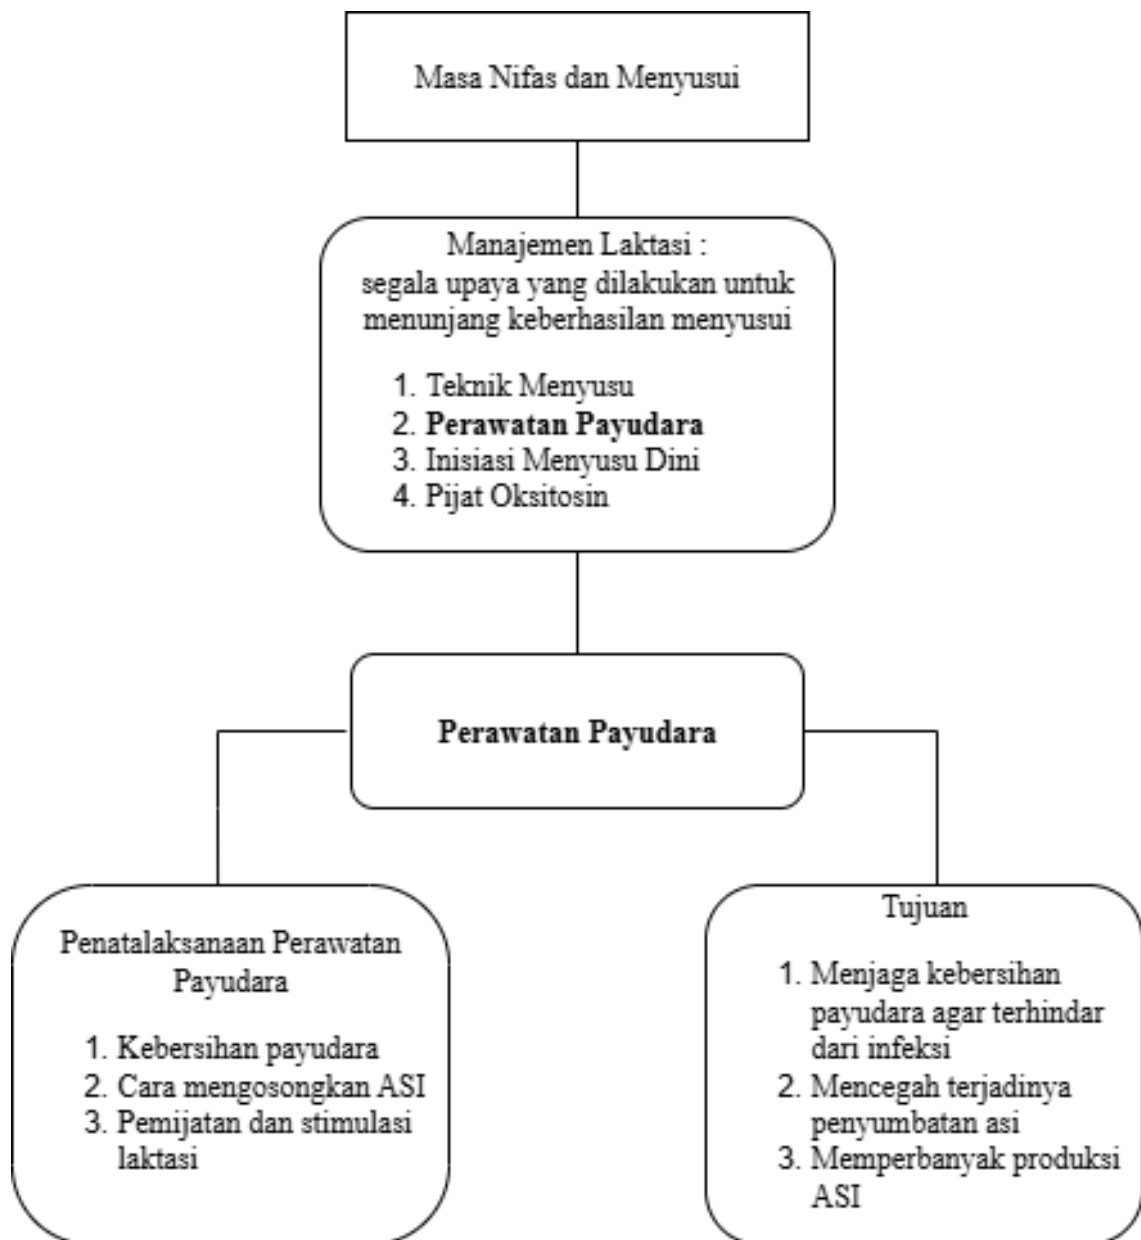 Masa Nifas dan Menyusui
Manajemen Laktasi :
segala upaya yang dilakukan untuk
menunjang keberhasilan menyusui
1. Teknik Menyusu
2. Perawatan Payudara
3. Inisiasi Menyusu Dini
4. Pijat Oksitosin
Perawatan Payudara
Penatalaksanaan Perawatan
Payudara
1. Kebersihan payudara
2. Cara mengosongkan ASI
3. Pemijatan dan stimulasi
laktasi
Tujuan
1. Menjaga kebersihan
payudara agar terhindar
dari infeksi
2. Mencegah terjadinya
penyumbatan asi
3. Memperbanyak produksi
ASI